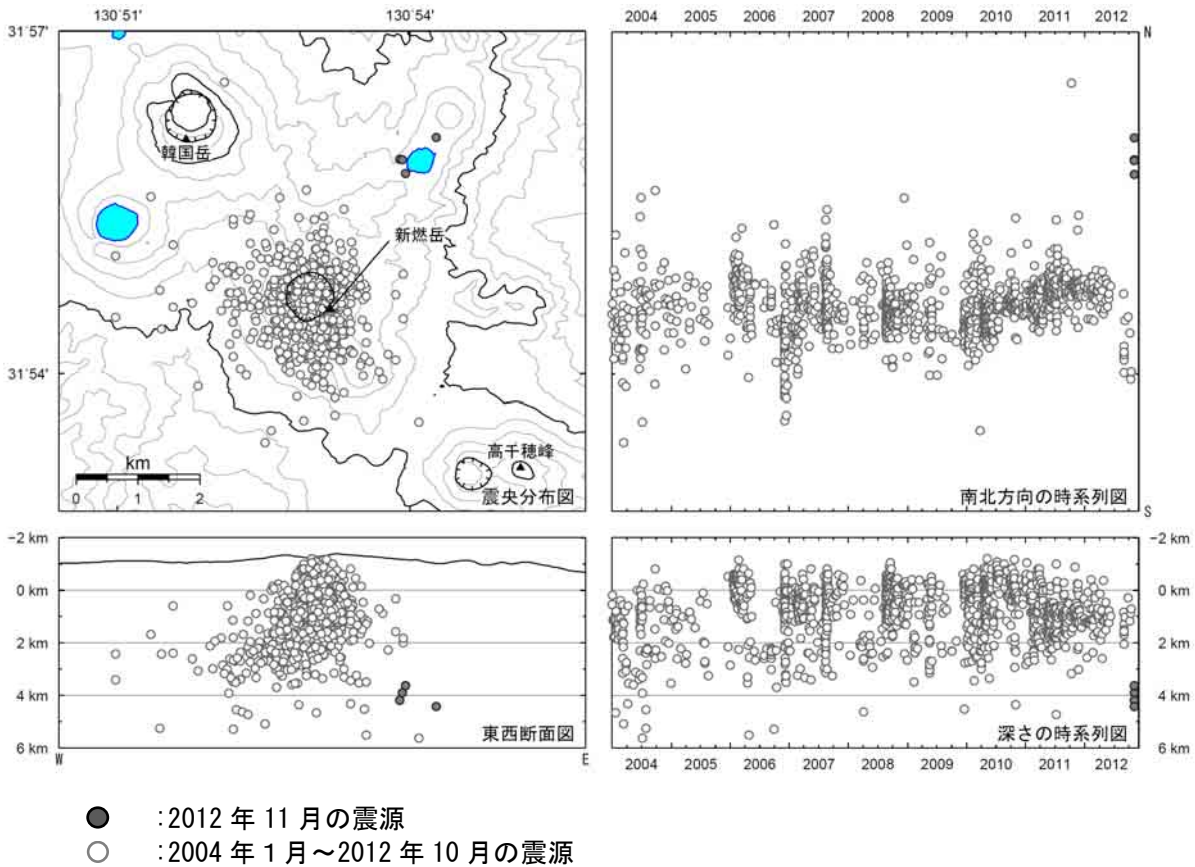 130°51′ 130°54′
31°57′
31°54′
韓国岳
新燃岳
高千穂峰
km
0 1 2
震央分布図
2004 2005 2006 2007 2008 2009 2010 2011 2012
N
S
南北方向の時系列図
−2 km
0 km
2 km
4 km
6 km
W E
東西断面図
−2 km
0 km
2 km
4 km
6 km
深さの時系列図
2004 2005 2006 2007 2008 2009 2010 2011 2012
:2012 年 11 月の震源
:2004 年 1 月～2012 年 10 月の震源